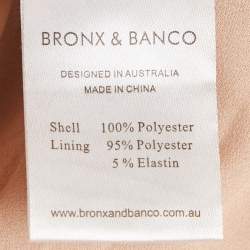 BRONX & BANCO
DESIGNED IN AUSTRALIA
MADE IN CHINA
Shell 100% Polyester
Lining 95% Polyester
5% Elastin
www.bronxandbanco.com.au